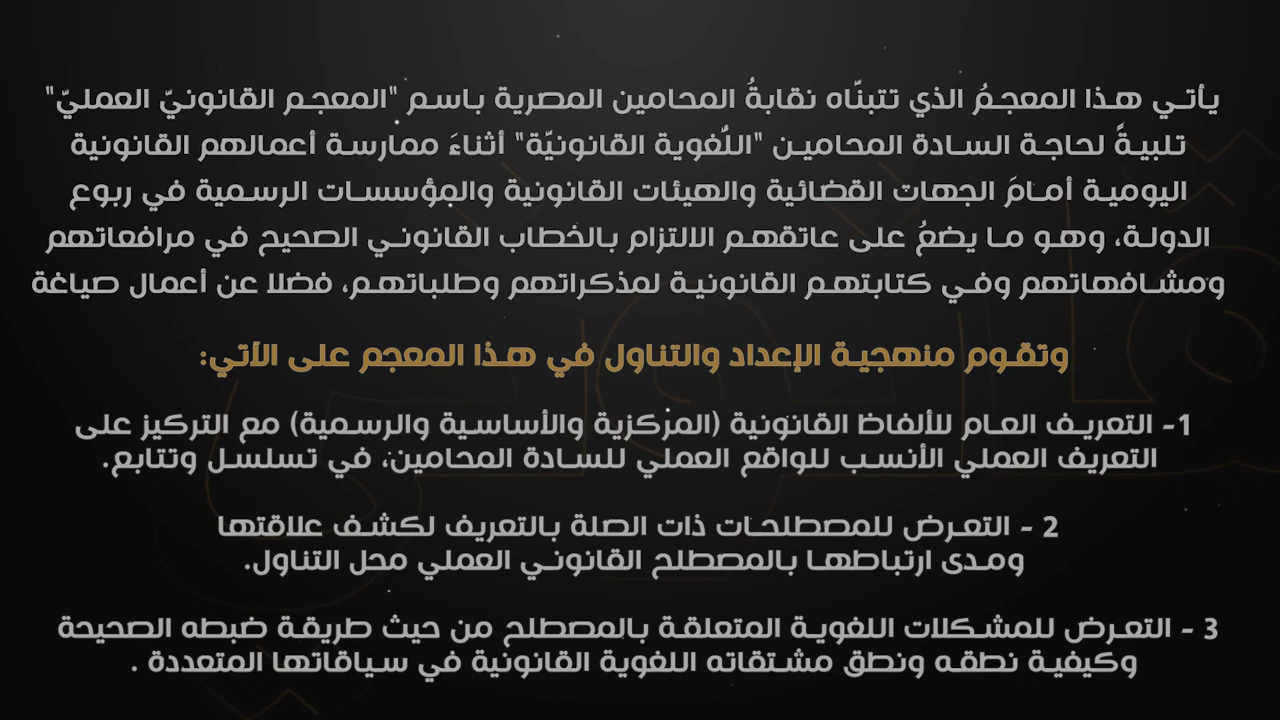 يأتي هذا المعجمُ الذي تتبنّاه نقابةُ المحامين المصرية باسم "المعجم القانونيّ العمليّ"
تلبيةً لحاجة السادة المحامين "اللُّغوية القانونيّة" أثناءَ ممارسة أعمالهم القانونية
اليومية أمامَ الجهات القضائية والهيئات القانونية والمؤسسات الرسمية في ربوع
الدولة، وهو ما يضعُ على عاتقهم الالتزام بالخطاب القانوني الصحيح في مرافعاتهم
ومشافهاتهم وفي كتابتهم القانونية لمذكراتهم وطلباتهم، فضلا عن أعمال صياغة
وتقوم منهجية الإعداد والتناول في هذا المعجم على الآتي:
1- التعريف العام للألفاظ القانونية (المركزية والأساسية والرسمية) مع التركيز على
التعريف العملي الأنسب للواقع العملي للسادة المحامين، في تسلسل وتتابع.
2 - التعرض للمصطلحات ذات الصلة بالتعريف لكشف علاقتها
ومدى ارتباطها بالمصطلح القانوني العملي محل التناول.
3 - التعرض للمشكلات اللغوية المتعلقة بالمصطلح من حيث طريقة ضبطه الصحيحة
وكيفية نطقه ونطق مشتقاته اللغوية القانونية في سياقاتها المتعددة .